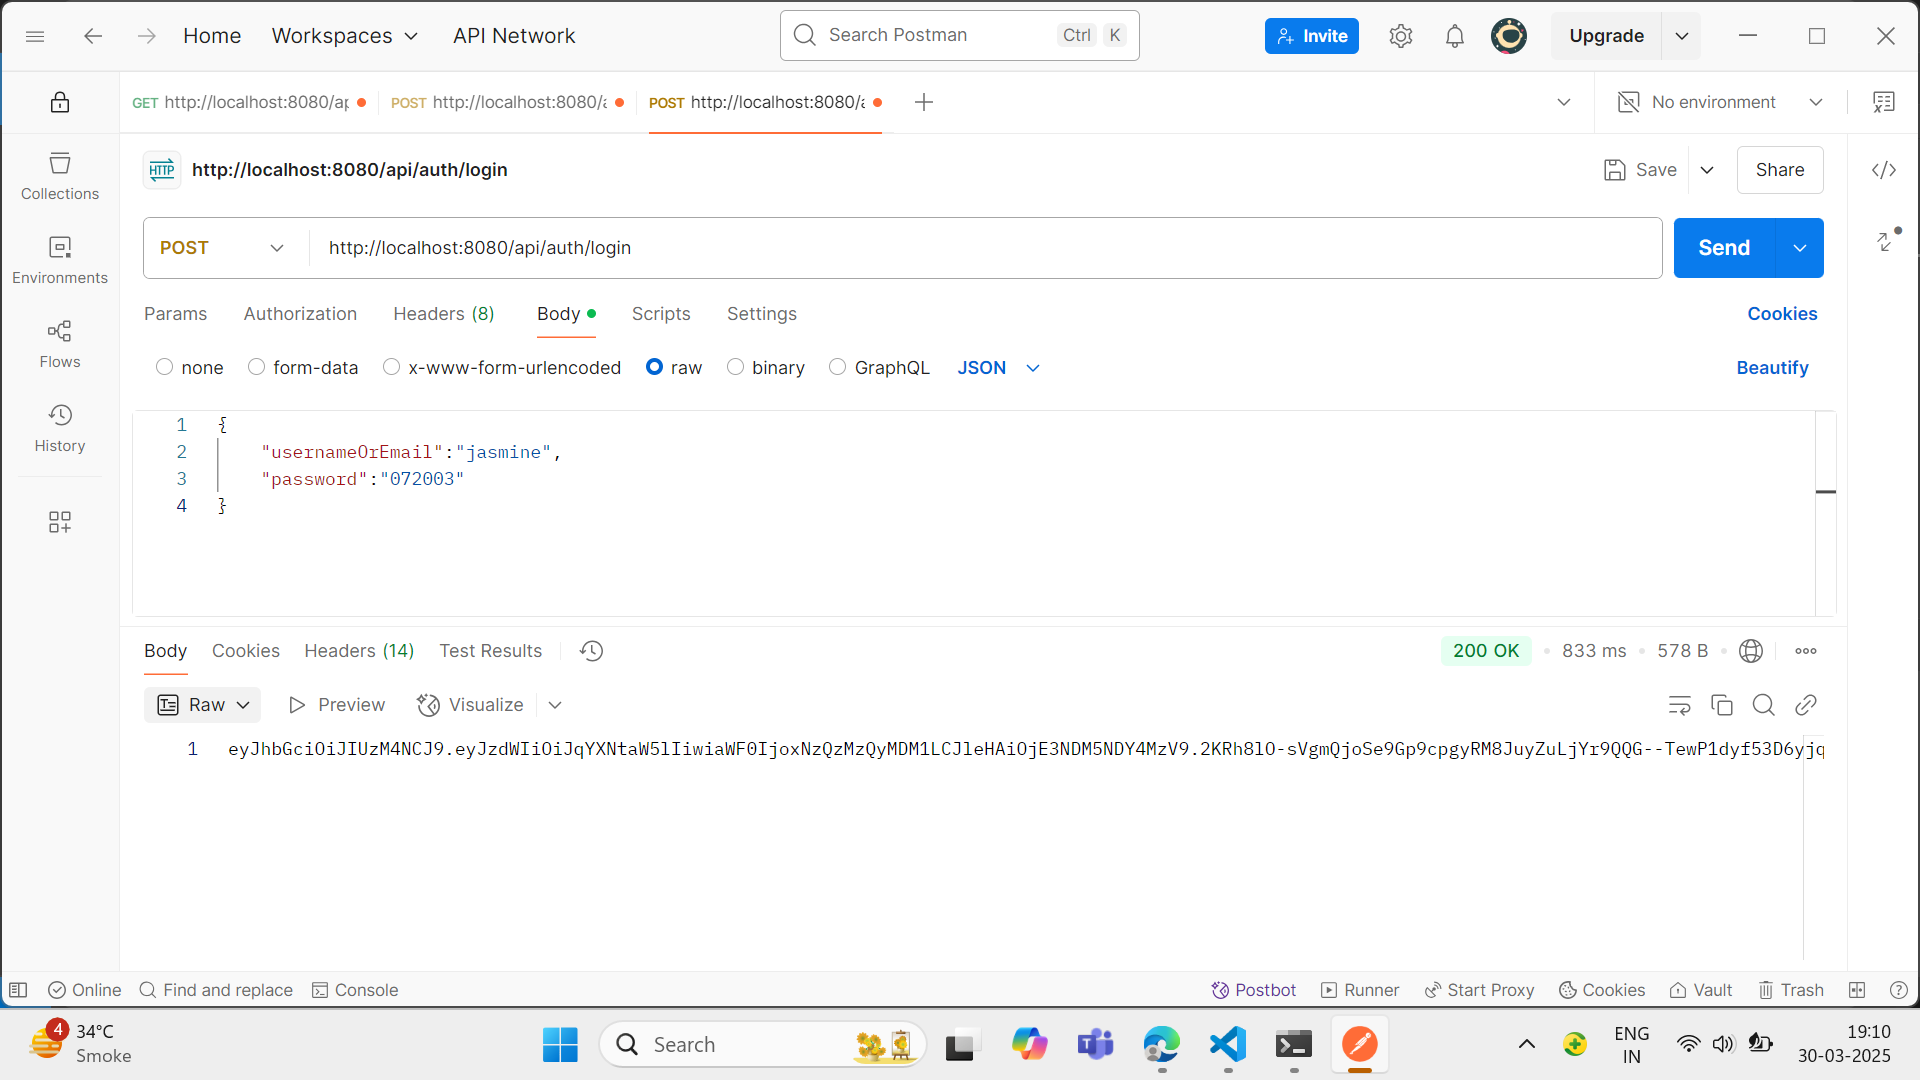 Home Workspaces API Network Search Postman Ctrl K Invite Upgrade
GET http://localhost:8080/ap POST http://localhost:8080/a POST http://localhost:8080/a No environment
HTTP http://localhost:8080/api/auth/login Save Share
Collections
POST http://localhost:8080/api/auth/login Send
Environments
Params Authorization Headers (8) Body Scripts Settings Cookies
Flows
none form-data x-www-form-urlencoded raw binary GraphQL JSON Beautify
History
1 {
2 "usernameOrEmail":"jasmine",
3 "password":"072003"
4 }
Body Cookies Headers (14) Test Results 200 OK 833 ms 578 B
Raw Preview Visualize
1 eyJhbGciOiJIUzM4NCJ9.eyJzdWIiOiJqYXNtaW5lIiwiaWF0IjoxNzQzMzQyMDM1LCJleHAiOjE3NDM5NDY4MzV9.2KRh8lO-sVgmQjoSe9Gp9cpgyRM8JuyZuLjYr9QQG--TewP1dyf53D6yjq
Online Find and replace Console Postbot Runner Start Proxy Cookies Vault Trash
4 34°C
Smoke
Search
ENG
IN
19:10
30-03-2025